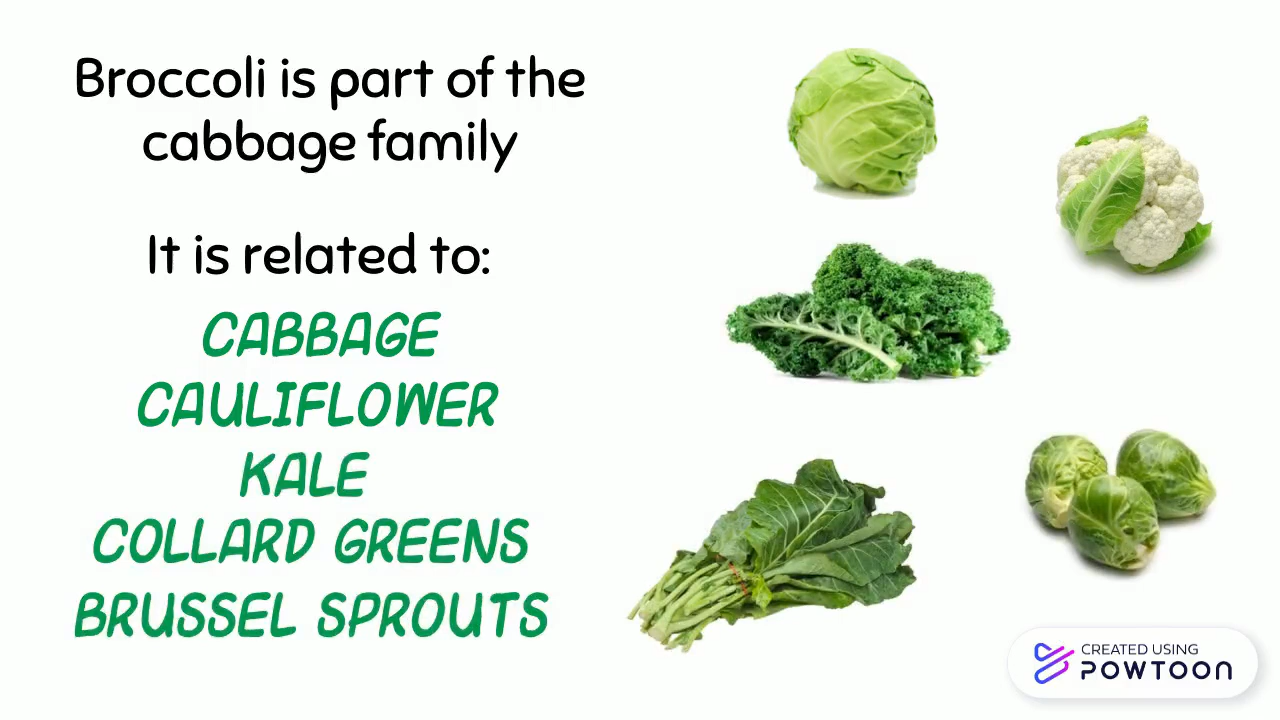 Broccoli is part of the
cabbage family
It is related to:
CABBAGE
CAULIFLOWER
KALE
COLLARD GREENS
BRUSSEL SPROUTS
CREATED USING
POWTOON